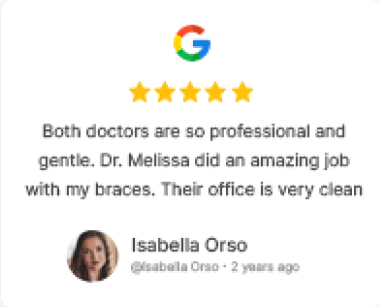 Both doctors are so professional and
gentle. Dr. Melissa did an amazing job
with my braces. Their office is very clean
Isabella Orso
@Isabella Orso • 2 years ago